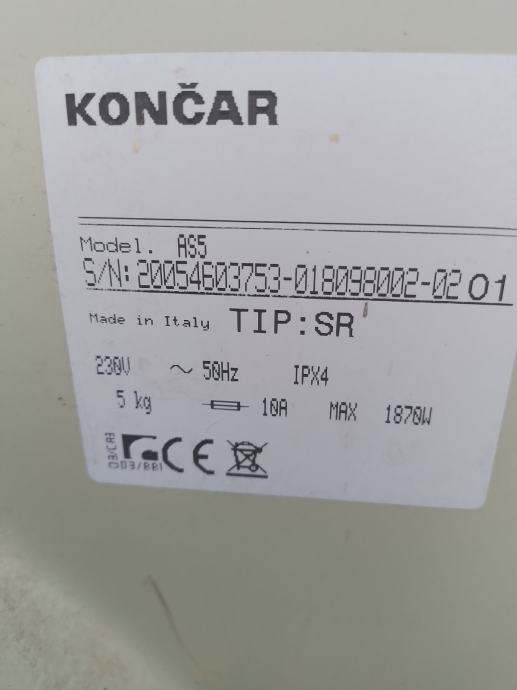 KONČAR
Model. AS5
S/N: 20054603753-018098002-02 01
Made in Italy TIP:SR
230V ~ 50Hz IPX4
5 kg 10A MAX 1870W
CE